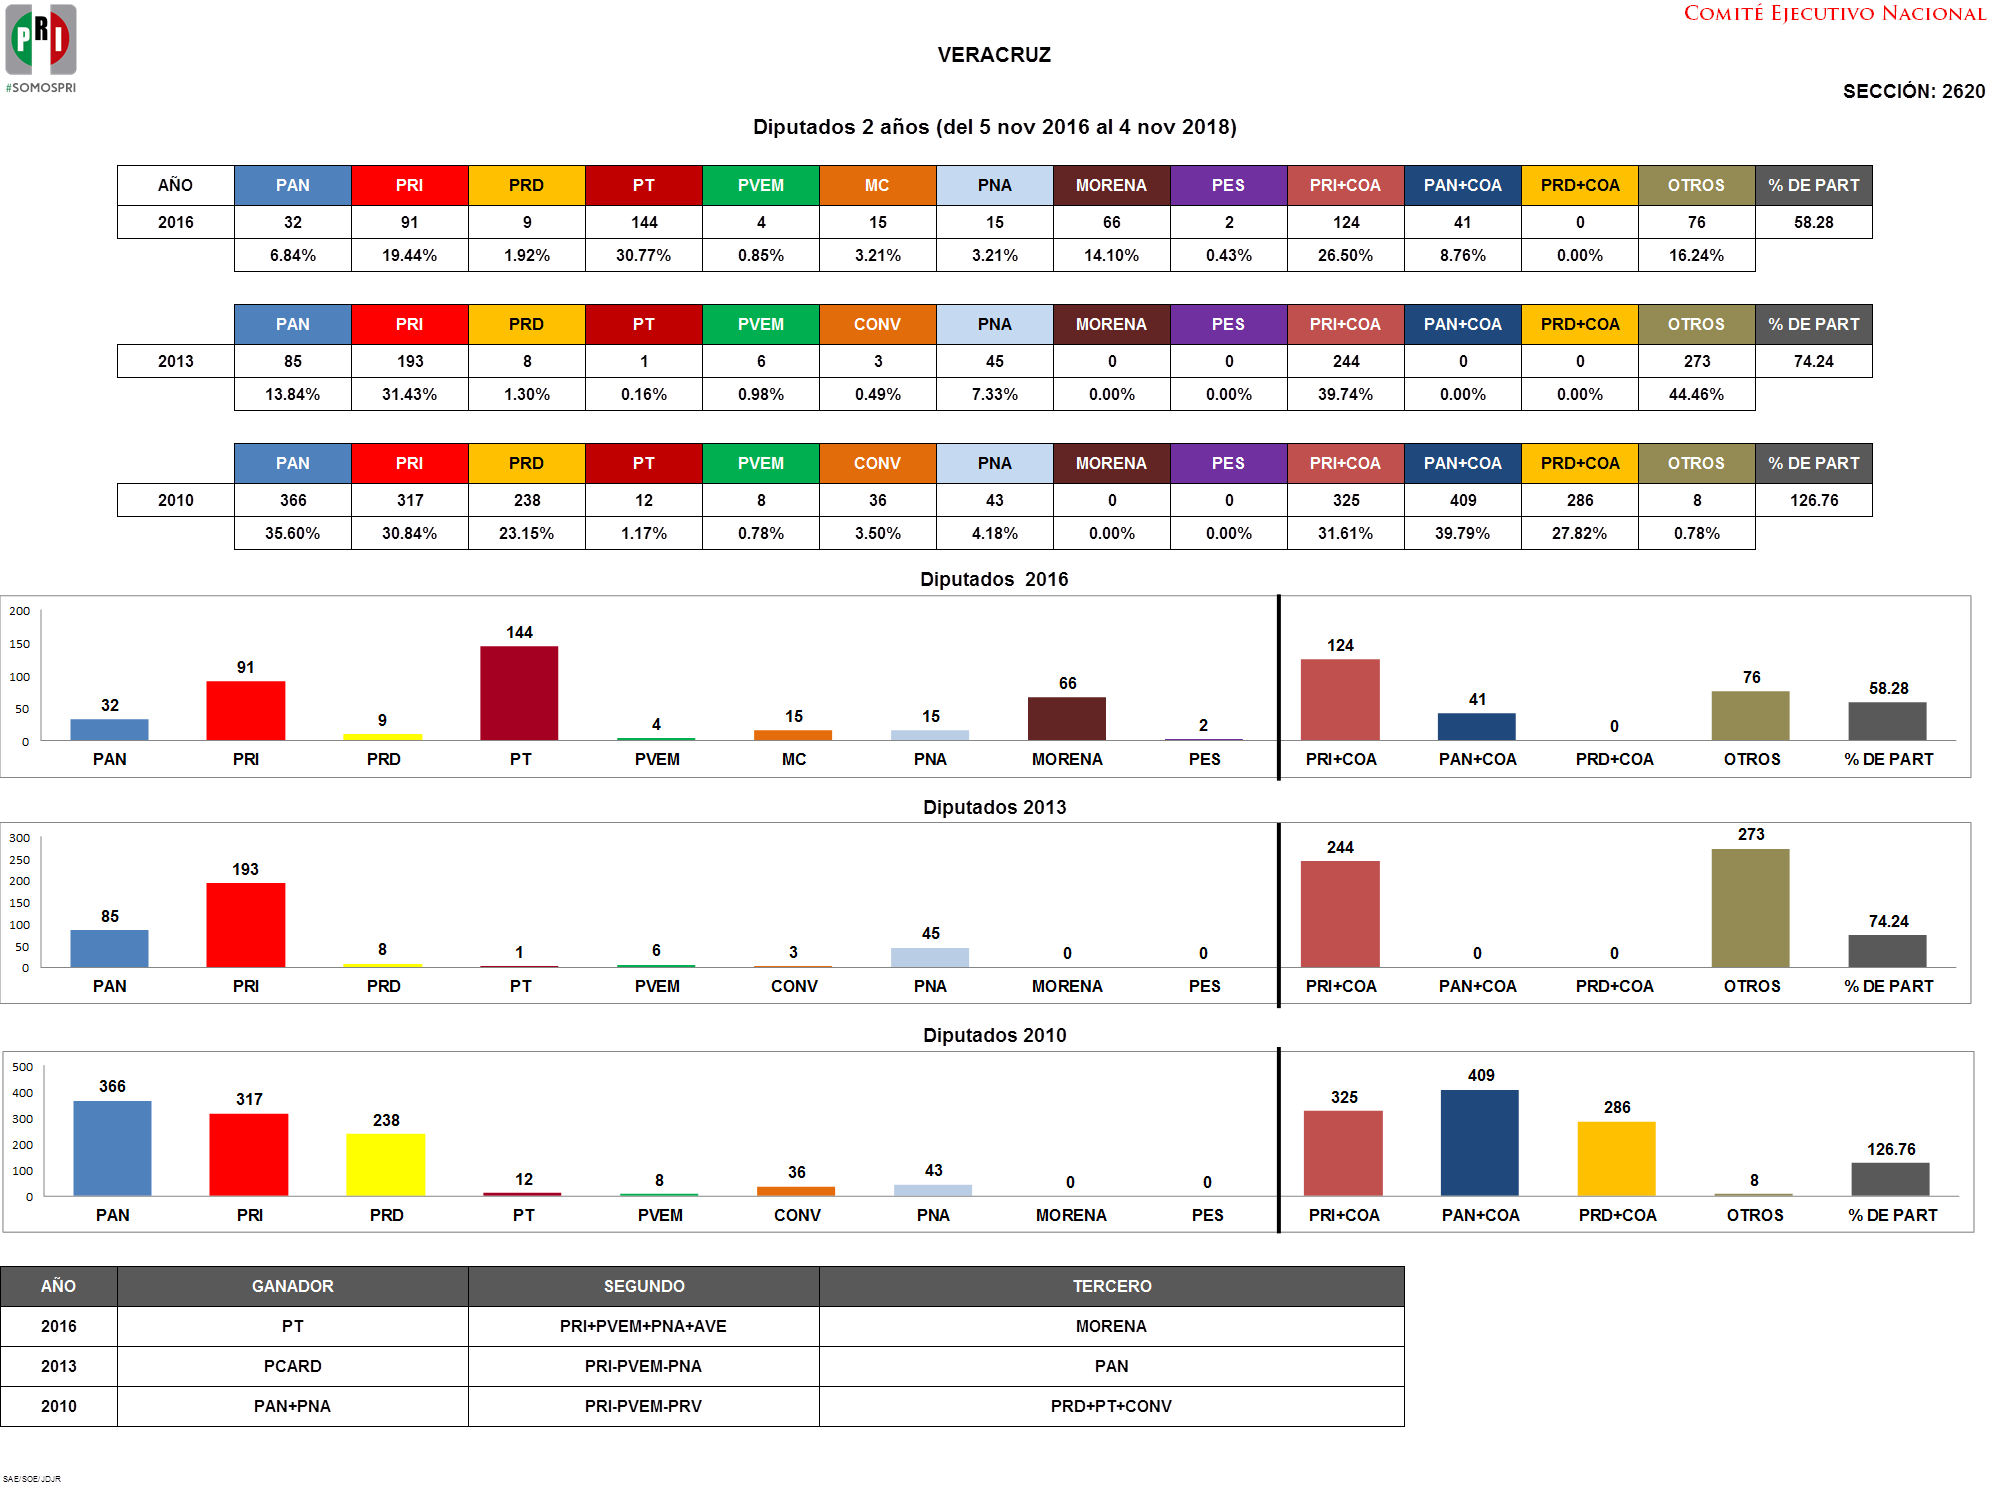 PRI
#SOMOSPRI
COMITÉ EJECUTIVO NACIONAL
VERACRUZ
SECCIÓN: 2620
Diputados 2 años (del 5 nov 2016 al 4 nov 2018)
AÑO PAN PRI PRD PT PVEM MC PNA MORENA PES PRI+COA PAN+COA PRD+COA OTROS % DE PART
2016 32 91 9 144 4 15 15 66 2 124 41 0 76 58.28
6.84% 19.44% 1.92% 30.77% 0.85% 3.21% 3.21% 14.10% 0.43% 26.50% 8.76% 0.00% 16.24%
PAN PRI PRD PT PVEM CONV PNA MORENA PES PRI+COA PAN+COA PRD+COA OTROS % DE PART
2013 85 193 8 1 6 3 45 0 0 244 0 0 273 74.24
13.84% 31.43% 1.30% 0.16% 0.98% 0.49% 7.33% 0.00% 0.00% 39.74% 0.00% 0.00% 44.46%
PAN PRI PRD PT PVEM CONV PNA MORENA PES PRI+COA PAN+COA PRD+COA OTROS % DE PART
2010 366 317 238 12 8 36 43 0 0 325 409 286 8 126.76
35.60% 30.84% 23.15% 1.17% 0.78% 3.50% 4.18% 0.00% 0.00% 31.61% 39.79% 27.82% 0.78%
Diputados 2016
200
150
100
50
0
32 91 9 144 4 15 15 66 2 124 41 0 76 58.28
PAN PRI PRD PT PVEM MC PNA MORENA PES PRI+COA PAN+COA PRD+COA OTROS % DE PART
Diputados 2013
300
250
200
150
100
50
0
85 193 8 1 6 3 45 0 0 244 0 0 273 74.24
PAN PRI PRD PT PVEM CONV PNA MORENA PES PRI+COA PAN+COA PRD+COA OTROS % DE PART
Diputados 2010
500
400
300
200
100
0
366 317 238 12 8 36 43 0 0 325 409 286 8 126.76
PAN PRI PRD PT PVEM CONV PNA MORENA PES PRI+COA PAN+COA PRD+COA OTROS % DE PART
AÑO GANADOR SEGUNDO TERCERO
2016 PT PRI+PVEM+PNA+AVE MORENA
2013 PCARD PRI-PVEM-PNA PAN
2010 PAN+PNA PRI-PVEM-PRV PRD+PT+CONV
SAE/SOE/JDJR